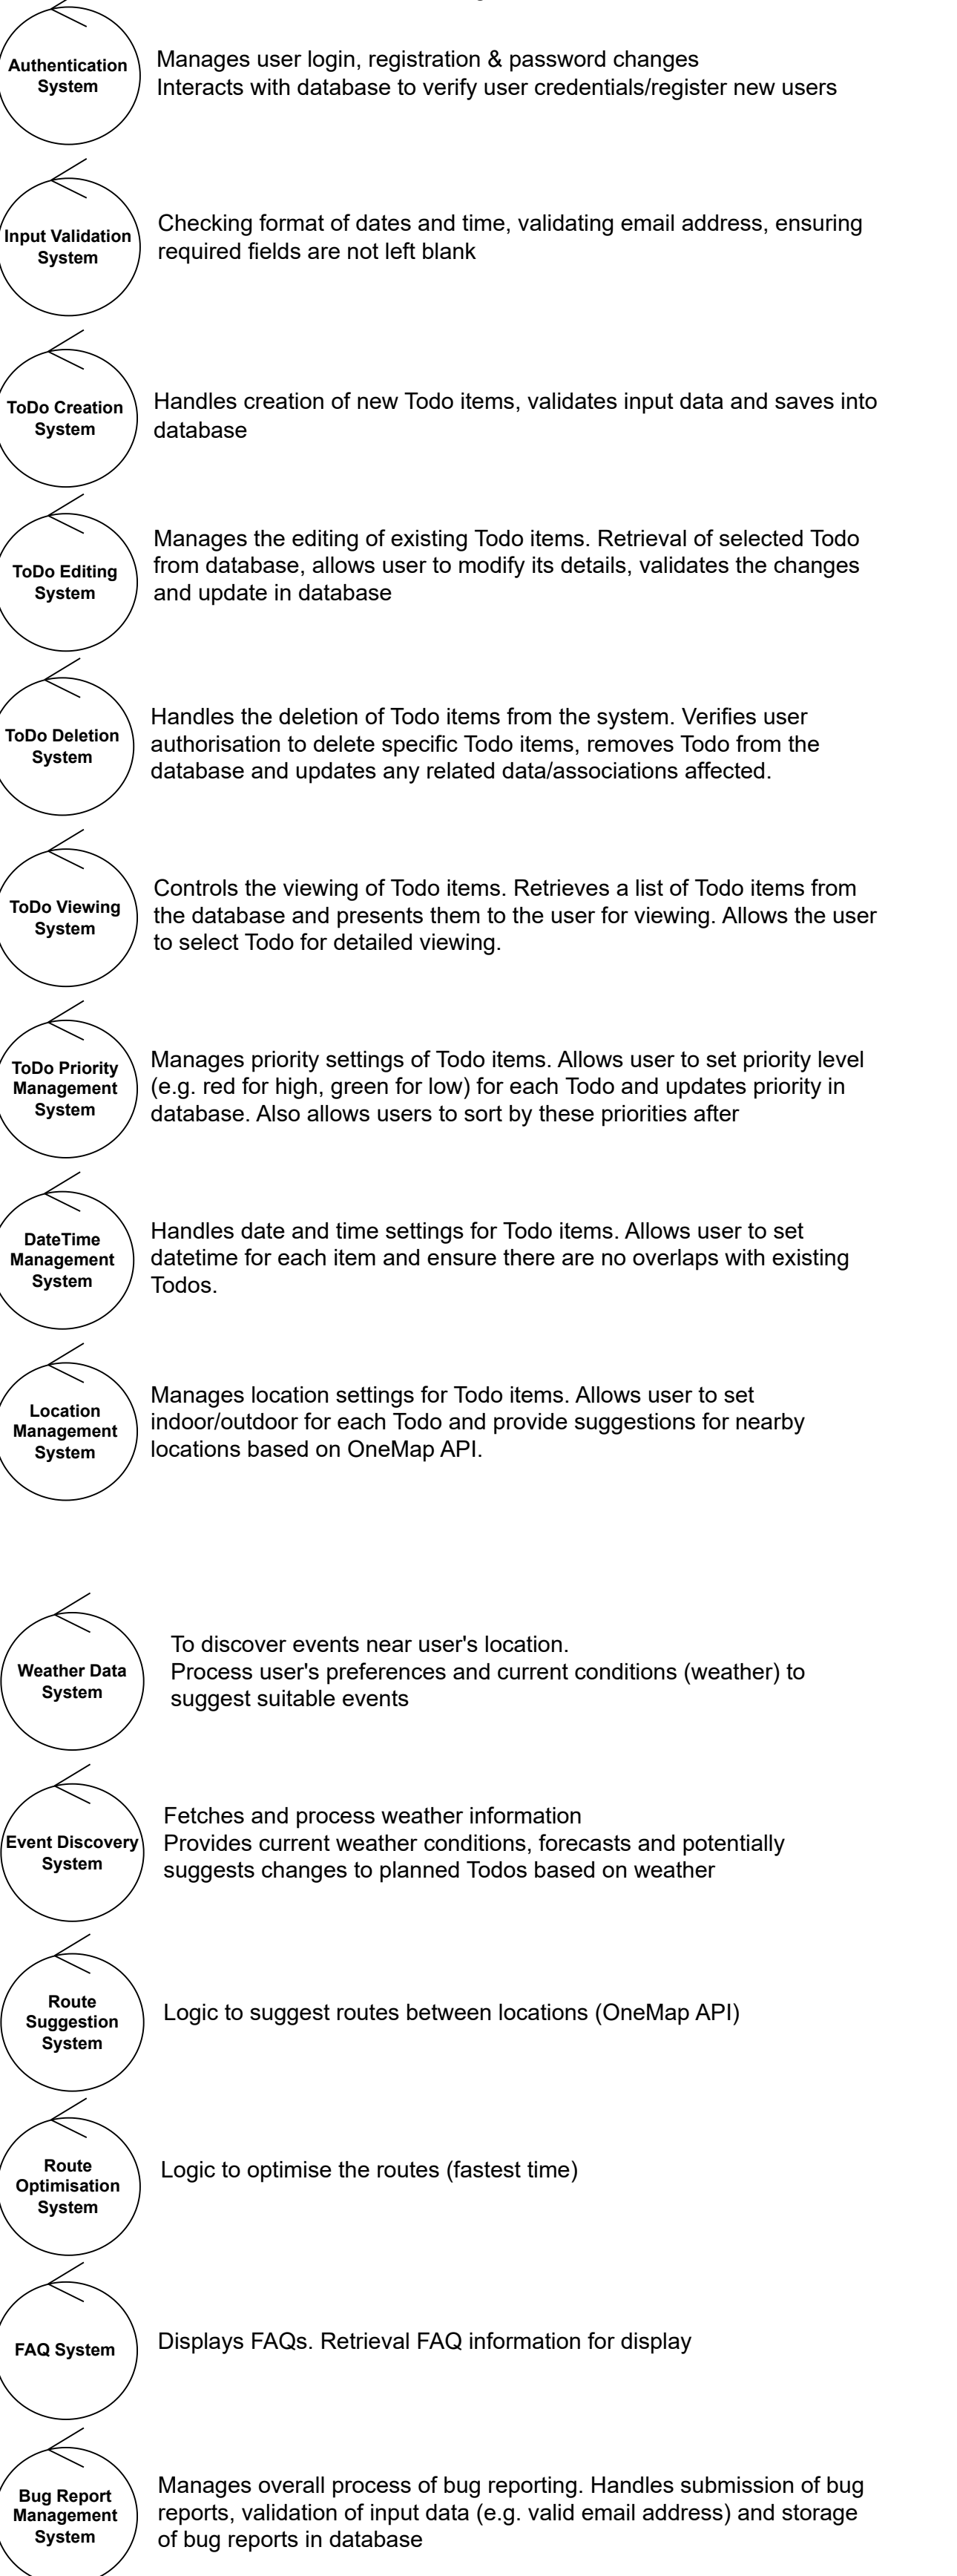 Authentication
System
Manages user login, registration & password changes
Interacts with database to verify user credentials/register new users
Input Validation
System
Checking format of dates and time, validating email address, ensuring
required fields are not left blank
ToDo Creation
System
Handles creation of new Todo items, validates input data and saves into
database
ToDo Editing
System
Manages the editing of existing Todo items. Retrieval of selected Todo
from database, allows user to modify its details, validates the changes
and update in database
ToDo Deletion
System
Handles the deletion of Todo items from the system. Verifies user
authorisation to delete specific Todo items, removes Todo from the
database and updates any related data/associations affected.
ToDo Viewing
System
Controls the viewing of Todo items. Retrieves a list of Todo items from
the database and presents them to the user for viewing. Allows the user
to select Todo for detailed viewing.
ToDo Priority
Management
System
Manages priority settings of Todo items. Allows user to set priority level
(e.g. red for high, green for low) for each Todo and updates priority in
database. Also allows users to sort by these priorities after
DateTime
Management
System
Handles date and time settings for Todo items. Allows user to set
datetime for each item and ensure there are no overlaps with existing
Todos.
Location
Management
System
Manages location settings for Todo items. Allows user to set
indoor/outdoor for each Todo and provide suggestions for nearby
locations based on OneMap API.
Weather Data
System
To discover events near user's location.
Process user's preferences and current conditions (weather) to
suggest suitable events
Event Discovery
System
Fetches and process weather information
Provides current weather conditions, forecasts and potentially
suggests changes to planned Todos based on weather
Route
Suggestion
System
Logic to suggest routes between locations (OneMap API)
Route
Optimisation
System
Logic to optimise the routes (fastest time)
FAQ System
Displays FAQs. Retrieval FAQ information for display
Bug Report
Management
System
Manages overall process of bug reporting. Handles submission of bug
reports, validation of input data (e.g. valid email address) and storage
of bug reports in database